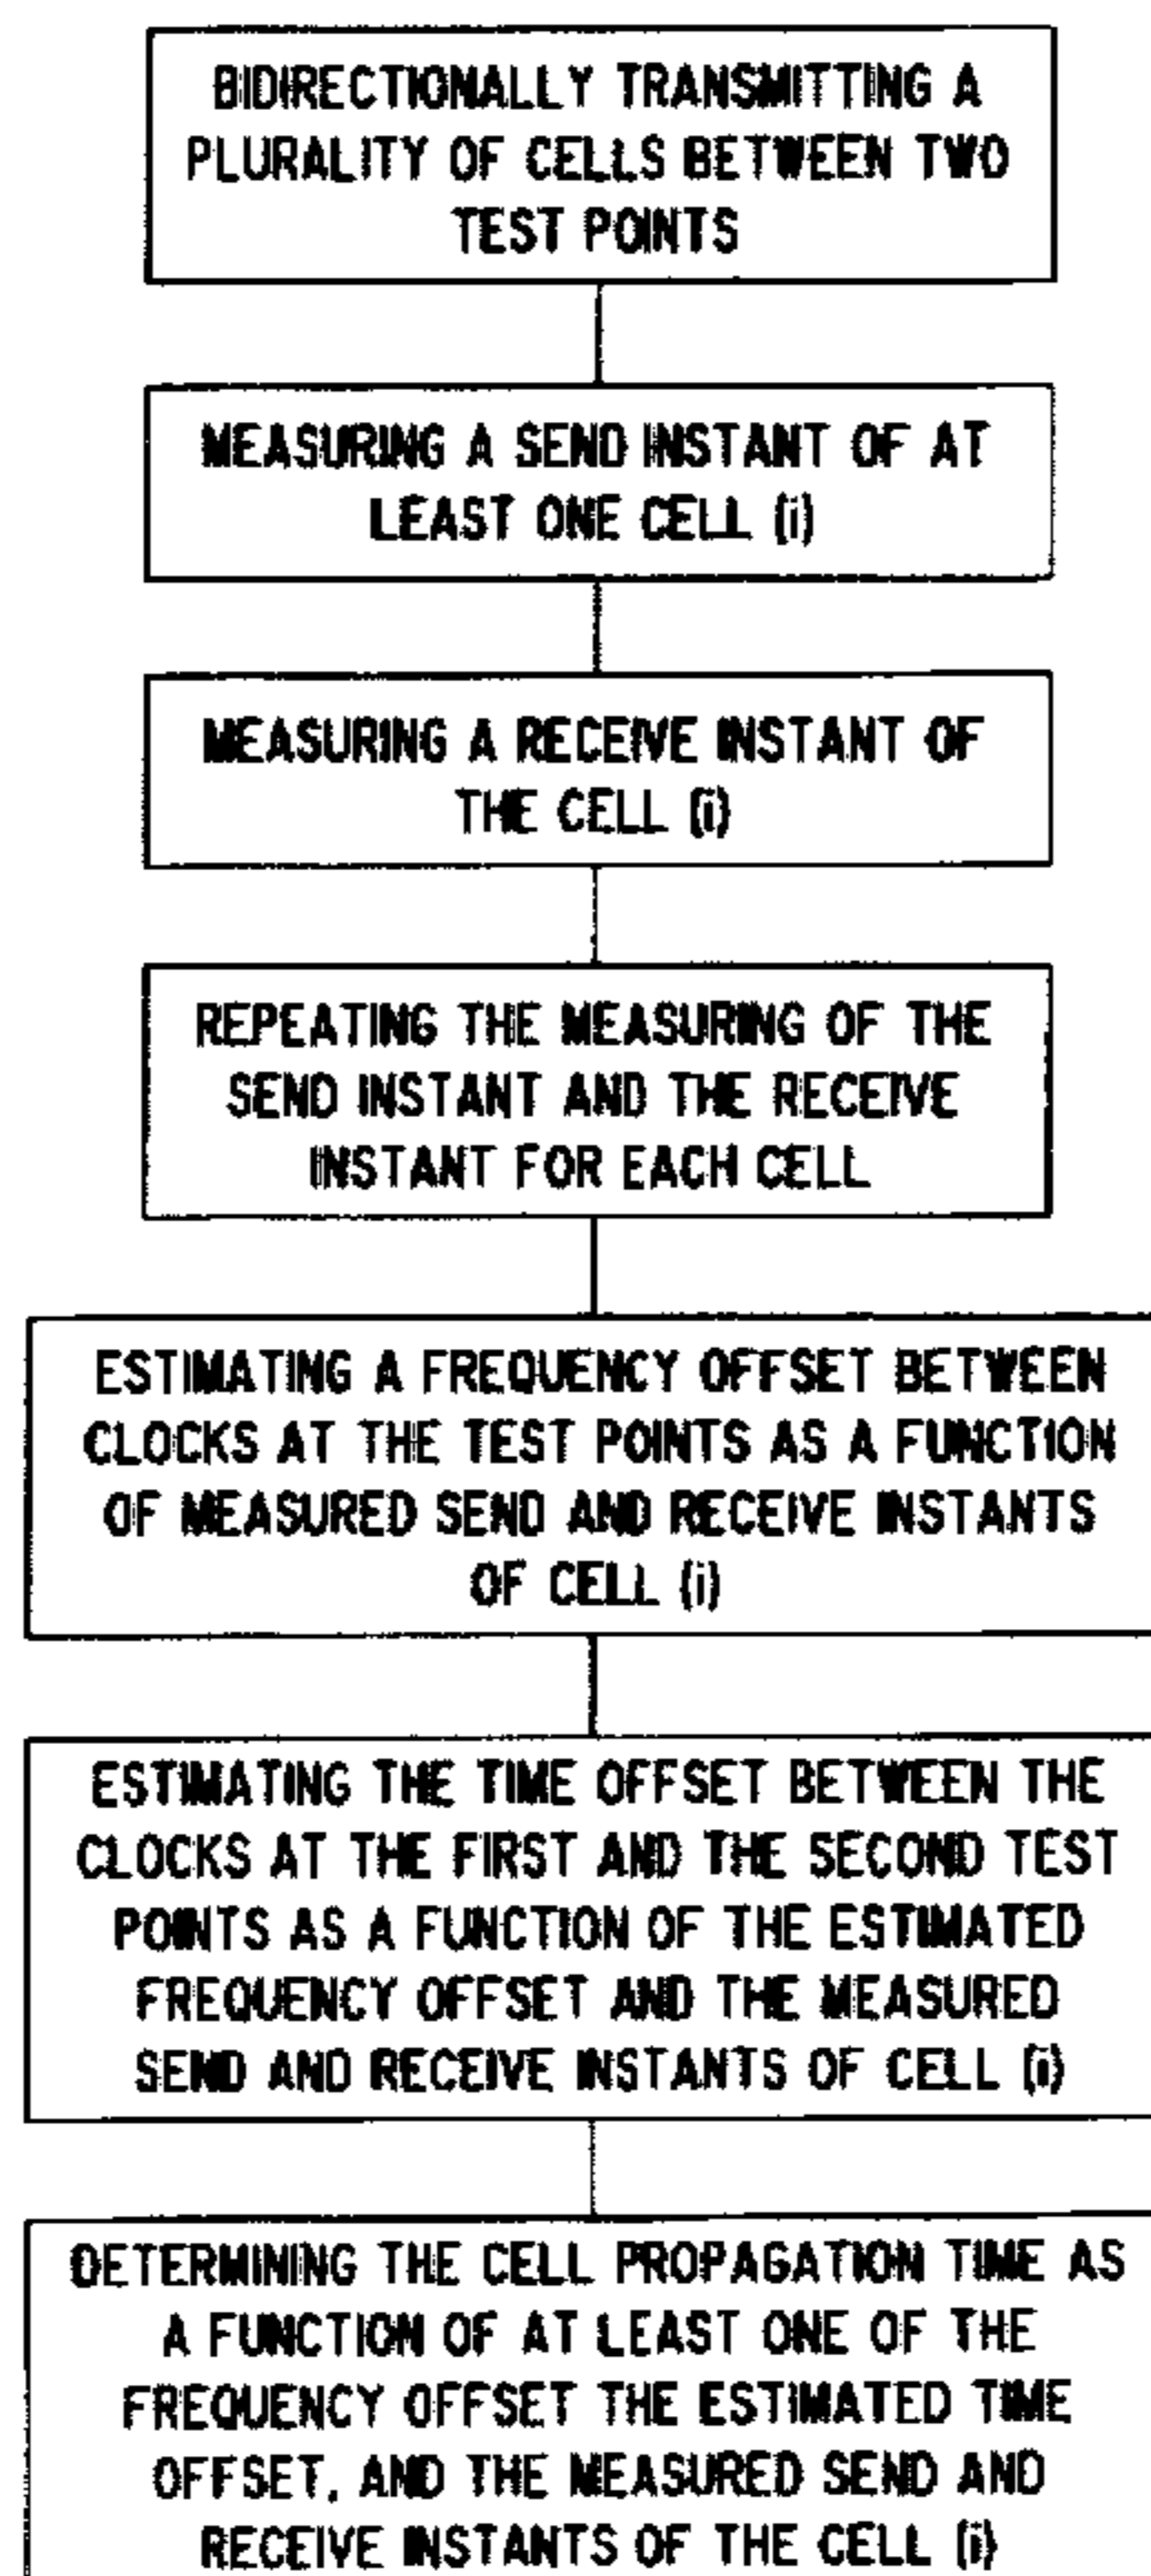 BIDIRECTIONALLY TRANSMITTING A
PLURALITY OF CELLS BETWEEN TWO
TEST POINTS
MEASURING A SEND INSTANT OF AT
LEAST ONE CELL (i)
MEASURING A RECEIVE INSTANT OF
THE CELL (i)
REPEATING THE MEASURING OF THE
SEND INSTANT AND THE RECEIVE
INSTANT FOR EACH CELL
ESTIMATING A FREQUENCY OFFSET BETWEEN
CLOCKS AT THE TEST POINTS AS A FUNCTION
OF MEASURED SEND AND RECEIVE INSTANTS
OF CELL (i)
ESTIMATING THE TIME OFFSET BETWEEN THE
CLOCKS AT THE FIRST AND THE SECOND TEST
POINTS AS A FUNCTION OF THE ESTIMATED
FREQUENCY OFFSET AND THE MEASURED
SEND AND RECEIVE INSTANTS OF CELL (i)
DETERMINING THE CELL PROPAGATION TIME AS
A FUNCTION OF AT LEAST ONE OF THE
FREQUENCY OFFSET THE ESTIMATED TIME
OFFSET, AND THE MEASURED SEND AND
RECEIVE INSTANTS OF THE CELL (i)